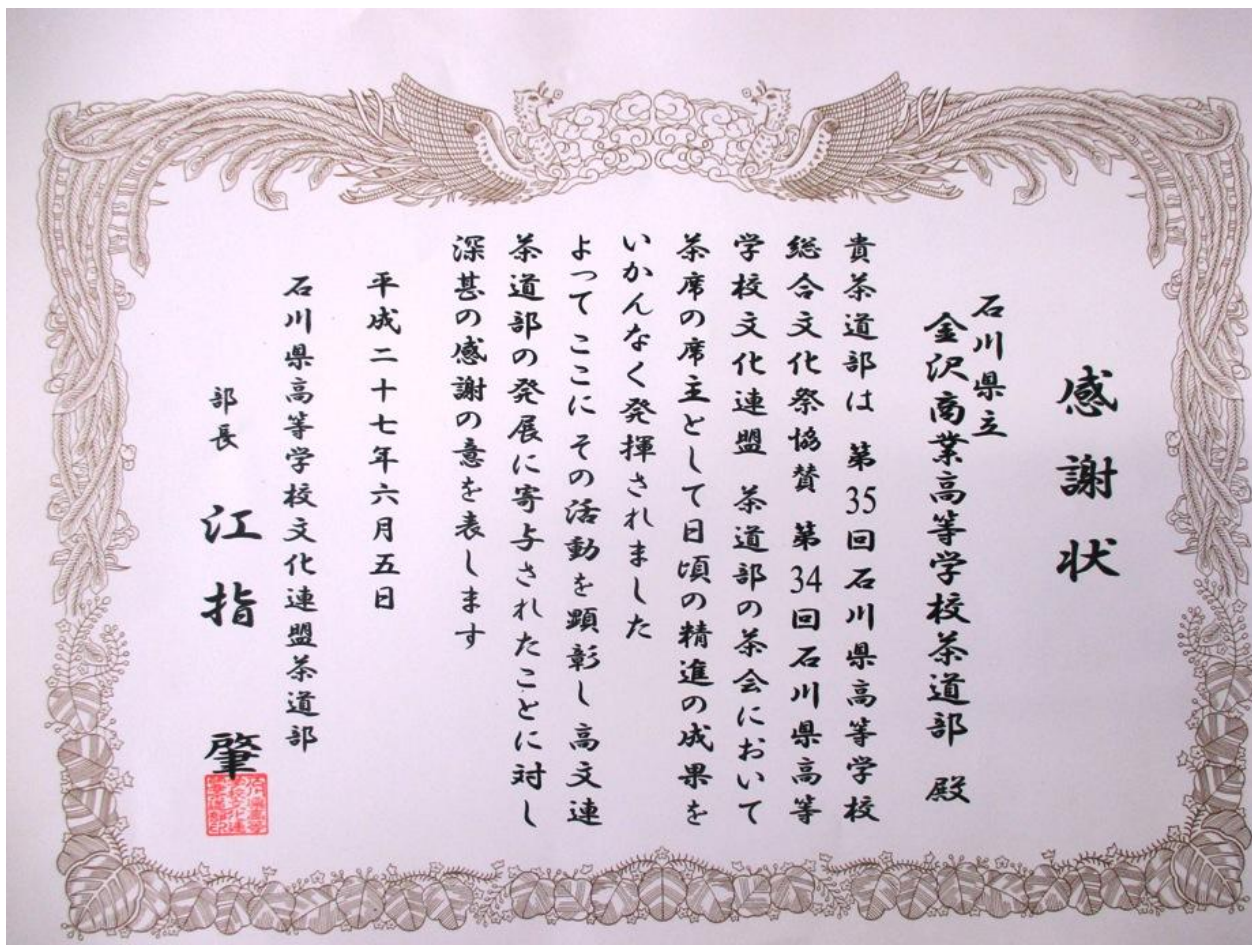 感謝状
石川県立
金沢商業高等学校茶道部 殿
貴茶道部は 第35回石川県高等学校
総合文化祭協賛 第34回石川県高等
学校文化連盟 茶道部の茶会において
茶席の席主として日頃の精進の成果を
いかんなく発揮されました
よって ここに その活動を顕彰し高文連
茶道部の発展に寄与されたことに対し
深甚の感謝の意を表します
平成二十七年六月五日
石川県高等学校文化連盟茶道部
部長 江指 肇